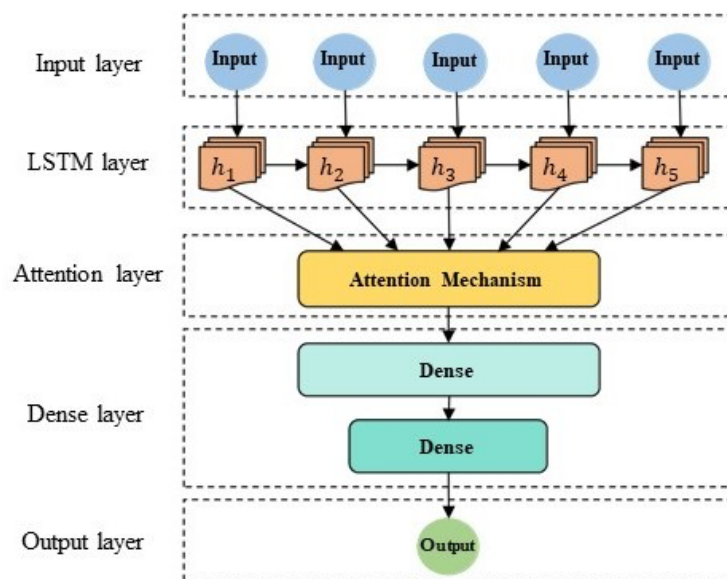 Input layer
Input Input Input Input Input
LSTM layer
h₁ h₂ h₃ h₄ h₅
Attention layer
Attention Mechanism
Dense
Dense layer
Dense
Output layer
Output